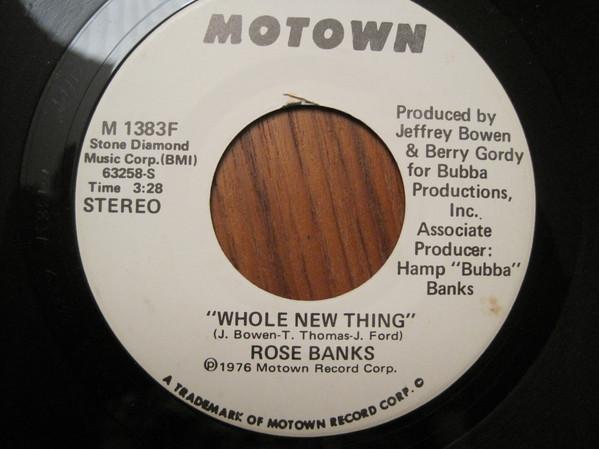 MOTOWN
M 1383F
Stone Diamond
Music Corp.(BMI)
63258-S
Time 3:28
STEREO
Produced by
Jeffrey Bowen
& Berry Gordy
for Bubba
Productions,
Inc.
Associate
Producer:
Hamp "Bubba"
Banks
"WHOLE NEW THING"
(J. Bowen-T. Thomas-J. Ford)
ROSE BANKS
℗1976 Motown Record Corp.
A TRADEMARK OF MOTOWN RECORD CORP. ©